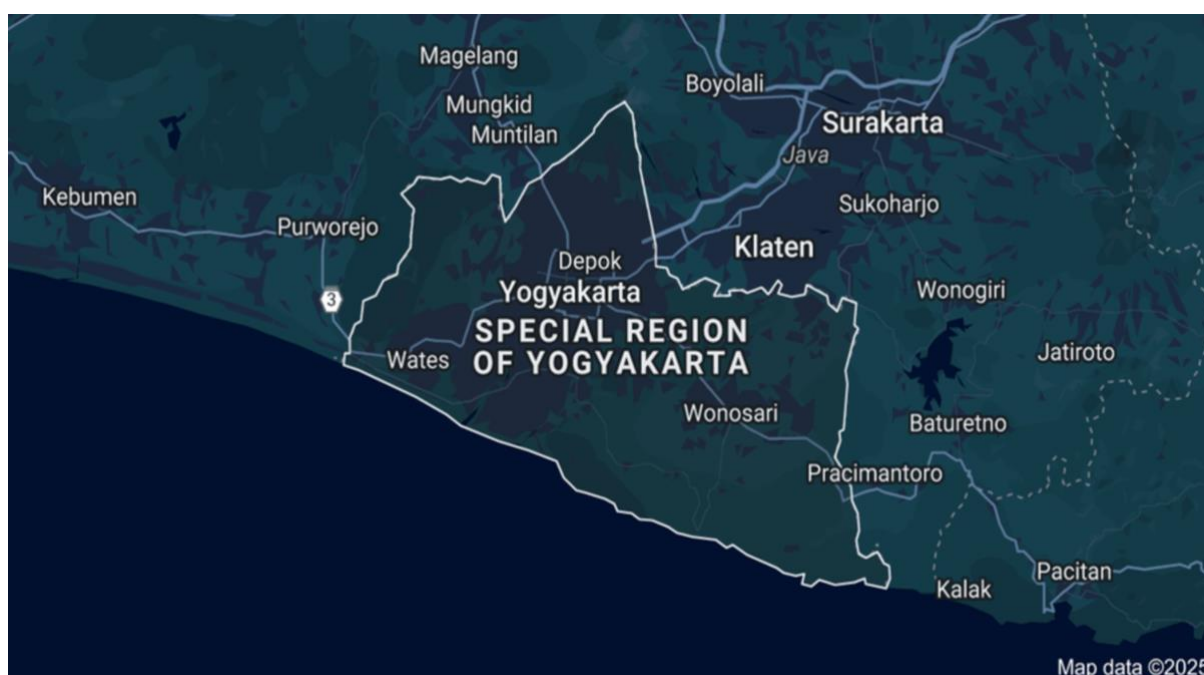 Magelang
Boyolali
Mungkid
Muntilan
Surakarta
Java
Kebumen
Sukoharjo
Purworejo
Klaten
Depok
Yogyakarta
Wonogiri
3
SPECIAL REGION
OF YOGYAKARTA
Jatiroto
Wates
Wonosari
Baturetno
Pracimantoro
Pacitan
Kalak
Map data ©2025